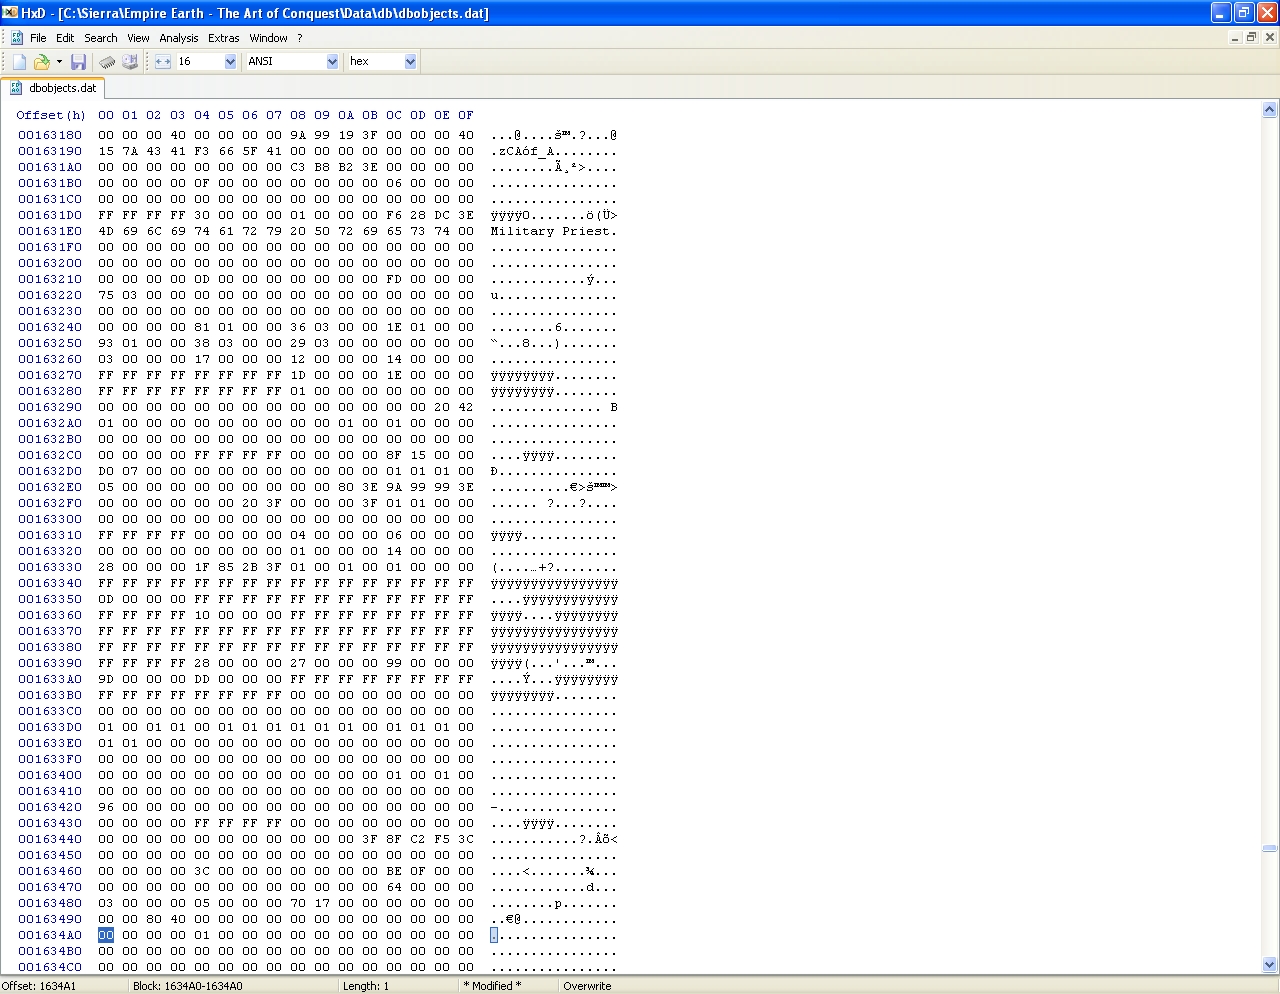 HxD - [C:\Sierra\Empire Earth - The Art of Conquest\Data\db\dbobjects.dat]
File Edit Search View Analysis Extras Window ?
16 ANSI hex
dbobjects.dat
Offset(h) 00 01 02 03 04 05 06 07 08 09 0A 0B 0C 0D 0E 0F
00163180 00 00 00 40 00 00 00 00 9A 99 19 3F 00 00 00 40 ...@....š™.?...@
00163190 15 7A 43 41 F3 66 5F 41 00 00 00 00 00 00 00 00 .zCAóf_A........
001631A0 00 00 00 00 00 00 00 00 C3 B8 B2 3E 00 00 00 00 ........Ã¸²>....
001631B0 00 00 00 00 0F 00 00 00 00 00 00 00 06 00 00 00 ................
001631C0 00 00 00 00 00 00 00 00 00 00 00 00 00 00 00 00 ................
001631D0 FF FF FF FF 30 00 00 00 01 00 00 00 F6 28 DC 3E ÿÿÿÿ0.......ö(Ü>
001631E0 4D 69 6C 69 74 61 72 79 20 50 72 69 65 73 74 00 Military Priest.
001631F0 00 00 00 00 00 00 00 00 00 00 00 00 00 00 00 00 ................
00163200 00 00 00 00 00 00 00 00 00 00 00 00 00 00 00 00 ................
00163210 00 00 00 00 0D 00 00 00 00 00 00 00 FD 00 00 00 ............ý...
00163220 75 03 00 00 00 00 00 00 00 00 00 00 00 00 00 00 u...............
00163230 00 00 00 00 00 00 00 00 00 00 00 00 00 00 00 00 ................
00163240 00 00 00 00 81 01 00 00 36 03 00 00 1E 01 00 00 ........6.......
00163250 93 01 00 00 38 03 00 00 29 03 00 00 00 00 00 00 “...8...).......
00163260 03 00 00 00 17 00 00 00 12 00 00 00 14 00 00 00 ................
00163270 FF FF FF FF FF FF FF FF 1D 00 00 00 1E 00 00 00 ÿÿÿÿÿÿÿÿ........
00163280 FF FF FF FF FF FF FF FF 01 00 00 00 00 00 00 00 ÿÿÿÿÿÿÿÿ........
00163290 00 00 00 00 00 00 00 00 00 00 00 00 00 00 20 42 .............. B
001632A0 01 00 00 00 00 00 00 00 00 00 01 00 01 00 00 00 ................
001632B0 00 00 00 00 00 00 00 00 00 00 00 00 00 00 00 00 ................
001632C0 00 00 00 00 FF FF FF FF 00 00 00 00 8F 15 00 00 ....ÿÿÿÿ........
001632D0 D0 07 00 00 00 00 00 00 00 00 00 00 01 01 01 00 Ð...............
001632E0 05 00 00 00 00 00 00 00 00 00 80 3E 9A 99 99 3E ..........€>š™™>
001632F0 00 00 00 00 00 00 20 3F 00 00 00 3F 01 01 00 00 ...... ?...?....
00163300 00 00 00 00 00 00 00 00 00 00 00 00 00 00 00 00 ................
00163310 FF FF FF FF 00 00 00 00 04 00 00 00 06 00 00 00 ÿÿÿÿ............
00163320 00 00 00 00 00 00 00 00 01 00 00 00 14 00 00 00 ................
00163330 28 00 00 00 1F 85 2B 3F 01 00 01 00 01 00 00 00 (....…+?........
00163340 FF FF FF FF FF FF FF FF FF FF FF FF FF FF FF FF ÿÿÿÿÿÿÿÿÿÿÿÿÿÿÿÿ
00163350 0D 00 00 00 FF FF FF FF FF FF FF FF FF FF FF FF ....ÿÿÿÿÿÿÿÿÿÿÿÿ
00163360 FF FF FF FF 10 00 00 00 FF FF FF FF FF FF FF FF ÿÿÿÿ....ÿÿÿÿÿÿÿÿ
00163370 FF FF FF FF FF FF FF FF FF FF FF FF FF FF FF FF ÿÿÿÿÿÿÿÿÿÿÿÿÿÿÿÿ
00163380 FF FF FF FF FF FF FF FF FF FF FF FF FF FF FF FF ÿÿÿÿÿÿÿÿÿÿÿÿÿÿÿÿ
00163390 FF FF FF FF 28 00 00 00 27 00 00 00 99 00 00 00 ÿÿÿÿ(...'...™...
001633A0 9D 00 00 00 DD 00 00 00 FF FF FF FF FF FF FF FF ....Ý...ÿÿÿÿÿÿÿÿ
001633B0 FF FF FF FF FF FF FF FF 00 00 00 00 00 00 00 00 ÿÿÿÿÿÿÿÿ........
001633C0 00 00 00 00 00 00 00 00 00 00 00 00 00 00 00 00 ................
001633D0 01 00 01 01 00 01 01 01 01 01 01 00 01 01 01 00 ................
001633E0 01 01 00 00 00 00 00 00 00 00 00 00 00 00 00 00 ................
001633F0 00 00 00 00 00 00 00 00 00 00 00 00 00 00 00 00 ................
00163400 00 00 00 00 00 00 00 00 00 00 00 00 01 00 01 00 ................
00163410 00 00 00 00 00 00 00 00 00 00 00 00 00 00 00 00 ................
00163420 96 00 00 00 00 00 00 00 00 00 00 00 00 00 00 00 –...............
00163430 00 00 00 00 FF FF FF FF 00 00 00 00 00 00 00 00 ....ÿÿÿÿ........
00163440 00 00 00 00 00 00 00 00 00 00 00 3F 8F C2 F5 3C ...........?.Âõ<
00163450 00 00 00 00 00 00 00 00 00 00 00 00 00 00 00 00 ................
00163460 00 00 00 00 3C 00 00 00 00 00 00 00 BE 0F 00 00 ....<.......¾...
00163470 00 00 00 00 00 00 00 00 00 00 00 00 64 00 00 00 ............d...
00163480 03 00 00 00 05 00 00 00 70 17 00 00 00 00 00 00 ........p.......
00163490 00 00 80 40 00 00 00 00 00 00 00 00 00 00 00 00 ..€@............
001634A0 00 00 00 00 01 00 00 00 00 00 00 00 00 00 00 00 ................
001634B0 00 00 00 00 00 00 00 00 00 00 00 00 00 00 00 00 ................
001634C0 00 00 00 00 00 00 00 00 00 00 00 00 00 00 00 00 ................
Offset: 1634A1 Block: 1634A0-1634A0 Length: 1 * Modified * Overwrite